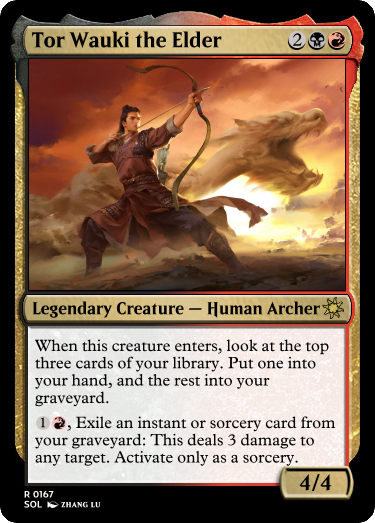 Tor Wauki the Elder 2
Legendary Creature — Human Archer
When this creature enters, look at the top
three cards of your library. Put one into
your hand, and the rest into your
graveyard.
1 , Exile an instant or sorcery card from
your graveyard: This deals 3 damage to
any target. Activate only as a sorcery.
4/4
R 0167
SOL ZHANG LU